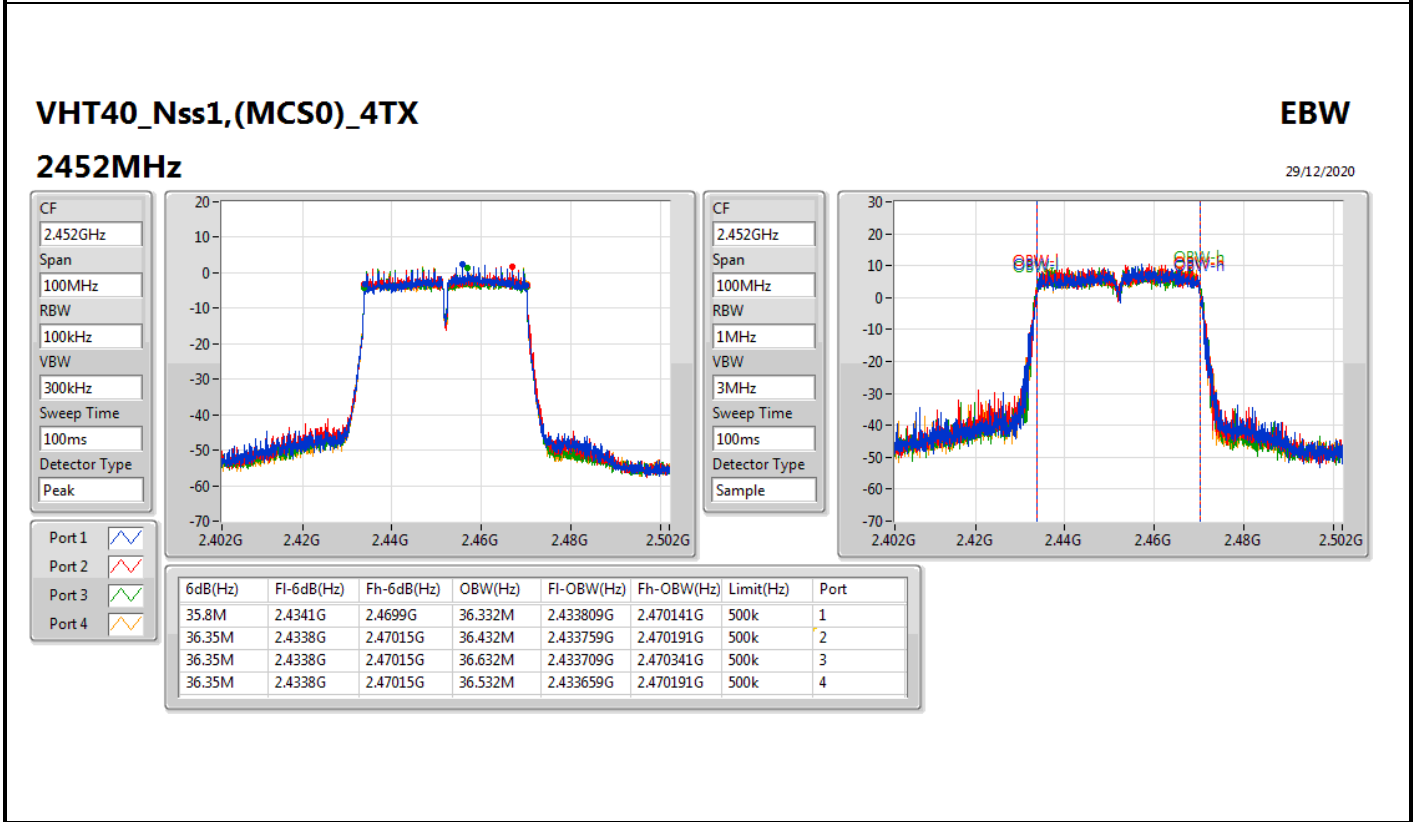 VHT40_Nss1,(MCS0)_4TX
EBW
2452MHz
29/12/2020
CF
2.452GHz
Span
100MHz
RBW
100kHz
VBW
300kHz
Sweep Time
100ms
Detector Type
Peak
20
10
0
-10
-20
-30
-40
-50
-60
-70
2.402G 2.42G 2.44G 2.46G 2.48G 2.502G
CF
2.452GHz
Span
100MHz
RBW
1MHz
VBW
3MHz
Sweep Time
100ms
Detector Type
Sample
30
20
10
0
-10
-20
-30
-40
-50
-60
-70
OBW-l OBW-h
2.402G 2.42G 2.44G 2.46G 2.48G 2.502G
Port 1
Port 2
Port 3
Port 4
6dB(Hz) Fl-6dB(Hz) Fh-6dB(Hz) OBW(Hz) Fl-OBW(Hz) Fh-OBW(Hz) Limit(Hz) Port
35.8M 2.4341G 2.4699G 36.332M 2.433809G 2.470141G 500k 1
36.35M 2.4338G 2.47015G 36.432M 2.433759G 2.470191G 500k 2
36.35M 2.4338G 2.47015G 36.632M 2.433709G 2.470341G 500k 3
36.35M 2.4338G 2.47015G 36.532M 2.433659G 2.470191G 500k 4